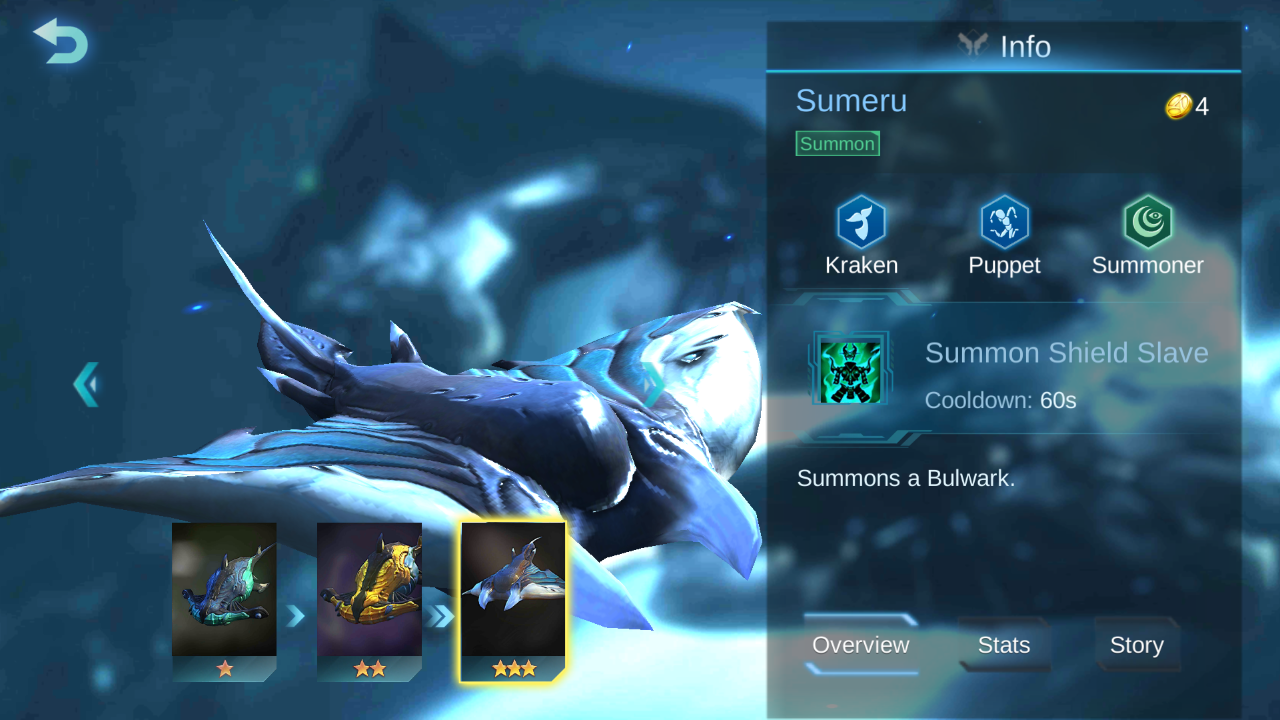 Info
Sumeru
4
Summon
Kraken
Puppet
Summoner
Summon Shield Slave
Cooldown: 60s
Summons a Bulwark.
Overview
Stats
Story